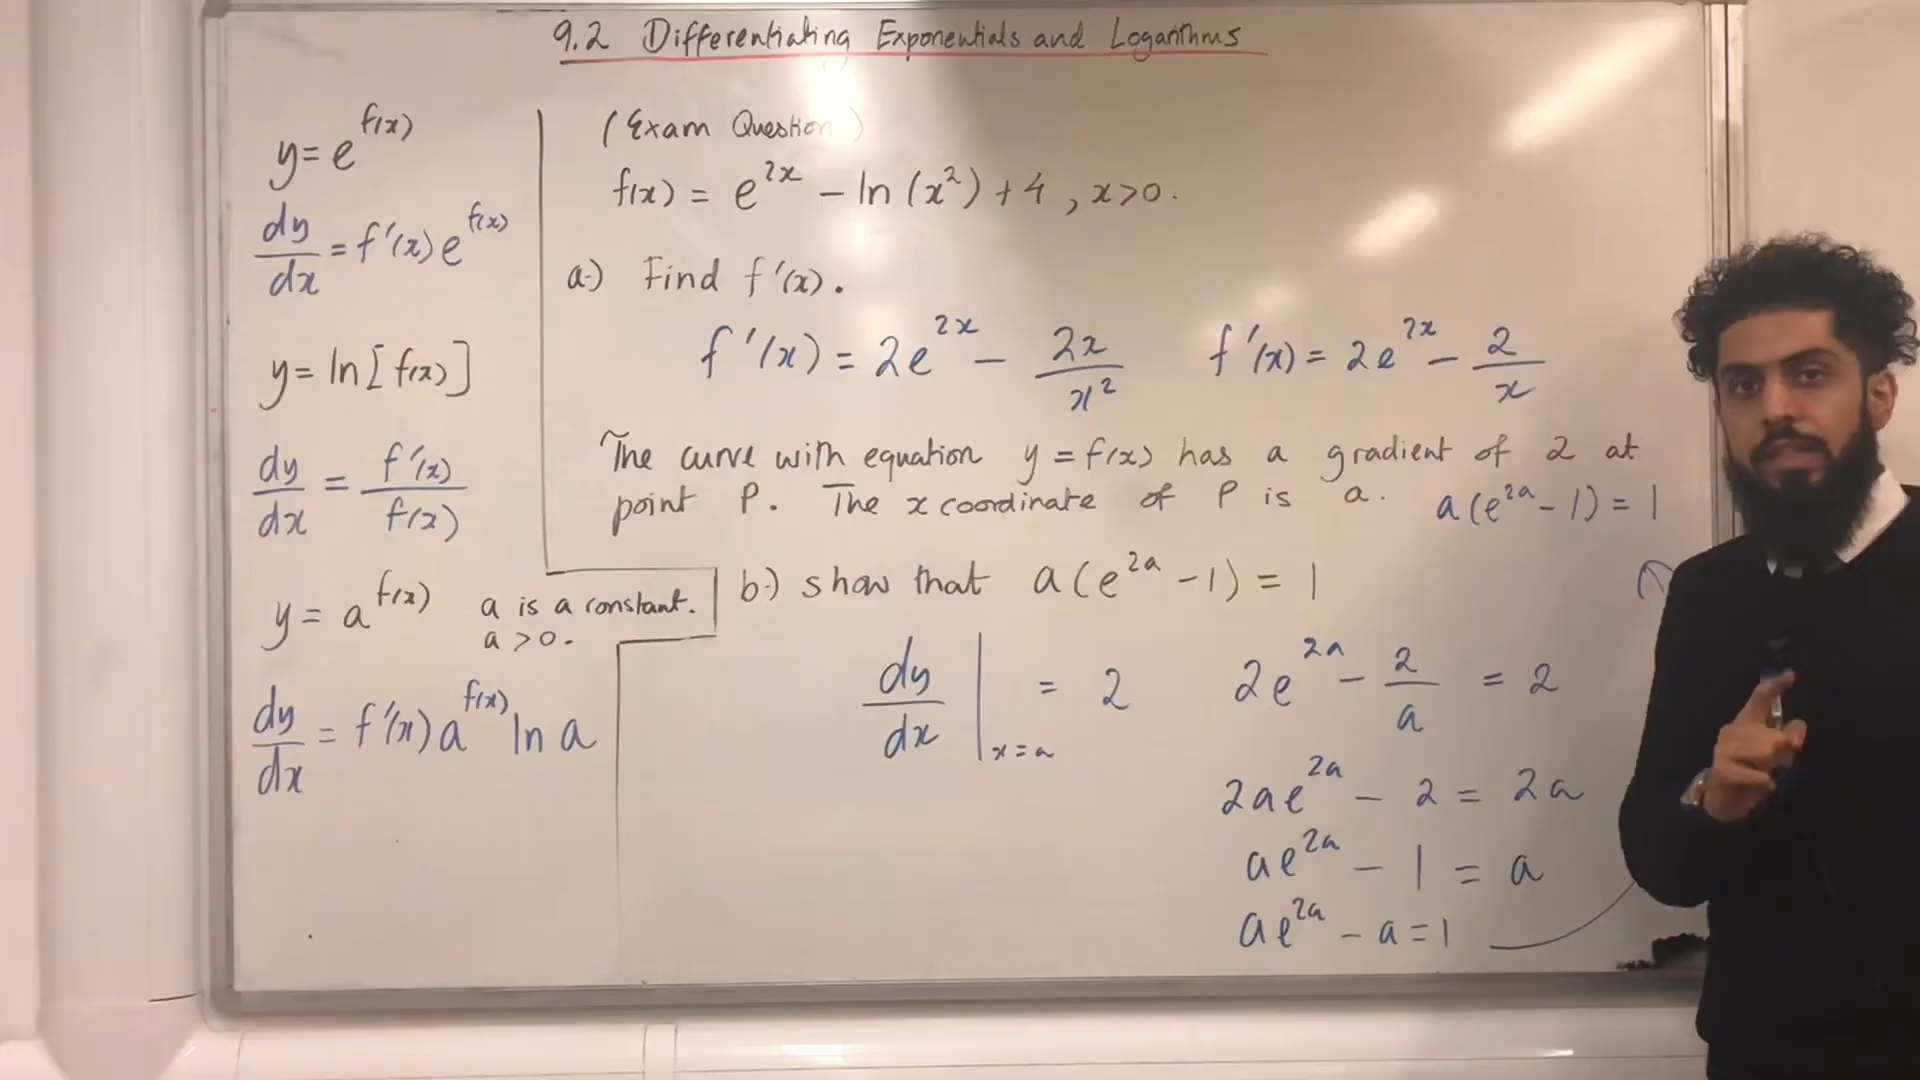 9.2 Differentiating Exponentials and Logarithms
y = e^{f(x)}
dy/dx = f'(x) e^{f(x)}
y = ln[f(x)]
dy/dx = f'(x)/f(x)
y = a^{f(x)} a is a constant.
a > 0.
dy/dx = f'(x) a^{f(x)} ln a
(Exam Question)
f(x) = e^{2x} - ln(x²) + 4, x > 0.
a.) Find f'(x).
f'(x) = 2e^{2x} - 2x/x² f'(x) = 2e^{2x} - 2/x
The curve with equation y = f(x) has a gradient of 2 at
point P. The x coordinate of P is a. a(e^{2a} - 1) = 1
b.) show that a(e^{2a} - 1) = 1
dy/dx |_{x=a} = 2 2e^{2a} - 2/a = 2
2ae^{2a} - 2 = 2a
ae^{2a} - 1 = a
ae^{2a} - a = 1